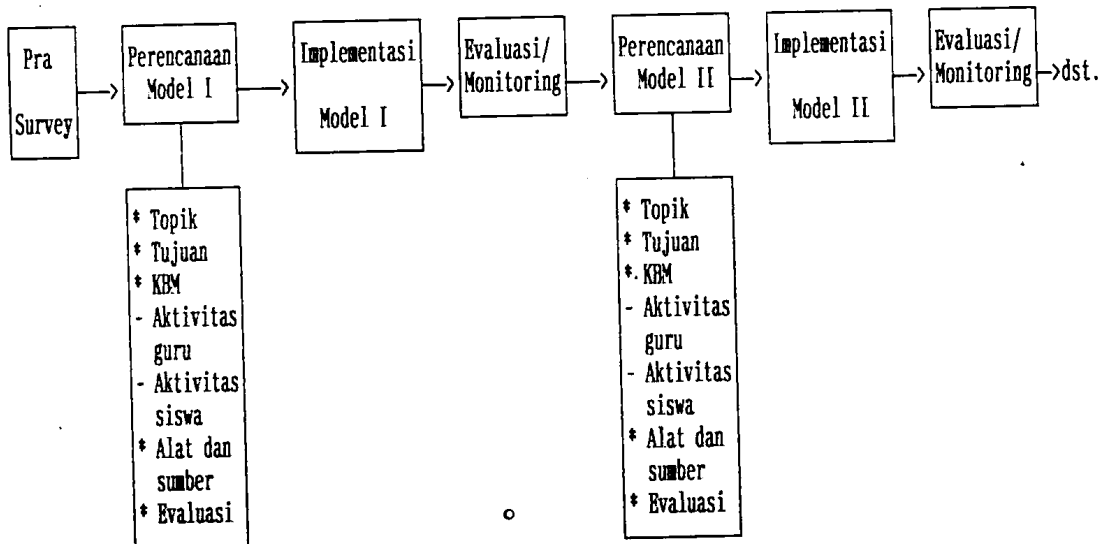 Pra
Survey
Perencanaan
Model I
Implementasi
Model I
Evaluasi/
Monitoring
Perencanaan
Model II
Implementasi
Model II
Evaluasi/
Monitoring
dst.
* Topik
* Tujuan
* KBM
- Aktivitas
guru
- Aktivitas
siswa
* Alat dan
sumber
* Evaluasi
* Topik
* Tujuan
*. KBM
- Aktivitas
guru
- Aktivitas
siswa
* Alat dan
sumber
* Evaluasi